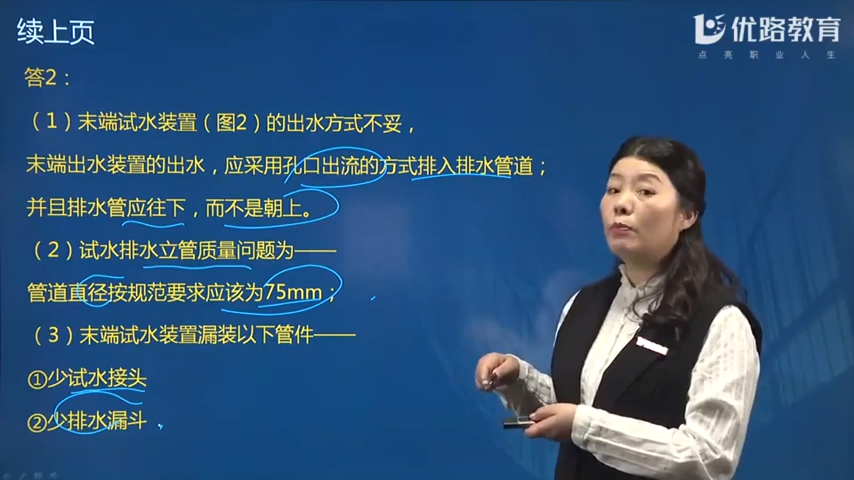 续上页
优路教育
点亮职业人生
答2：
（1）末端试水装置（图2）的出水方式不妥，
末端出水装置的出水，应采用孔口出流的方式排入排水管道；
并且排水管应往下，而不是朝上。
（2）试水排水立管质量问题为——
管道直径按规范要求应该为75mm；
（3）末端试水装置漏装以下管件——
①少试水接头
②少排水漏斗